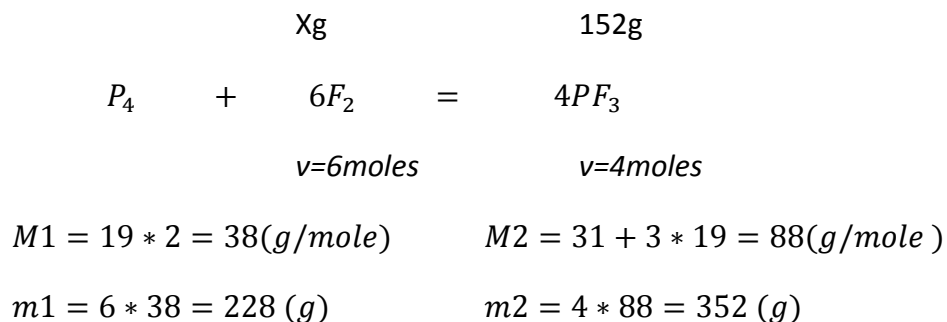 Xg 152g
P₄ + 6F₂ = 4PF₃
v=6moles v=4moles
M1 = 19 ∗ 2 = 38(g/mole) M2 = 31 + 3 ∗ 19 = 88(g/mole )
m1 = 6 ∗ 38 = 228 (g) m2 = 4 ∗ 88 = 352 (g)